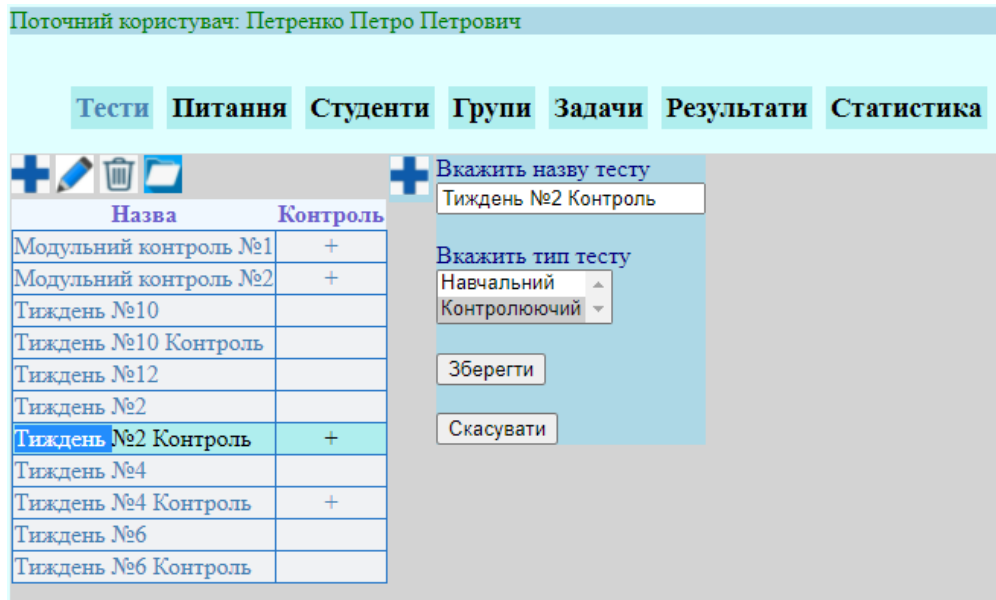 Поточний користувач: Петренко Петро Петрович
Тести Питання Студенти Групи Задачи Результати Статистика
Назва Контроль
Модульний контроль №1 +
Модульний контроль №2 +
Тиждень №10
Тиждень №10 Контроль
Тиждень №12
Тиждень №2
Тиждень №2 Контроль +
Тиждень №4
Тиждень №4 Контроль +
Тиждень №6
Тиждень №6 Контроль
Вкажить назву тесту
Тиждень №2 Контроль
Вкажить тип тесту
Навчальний
Контролюючий
Зберегти
Скасувати